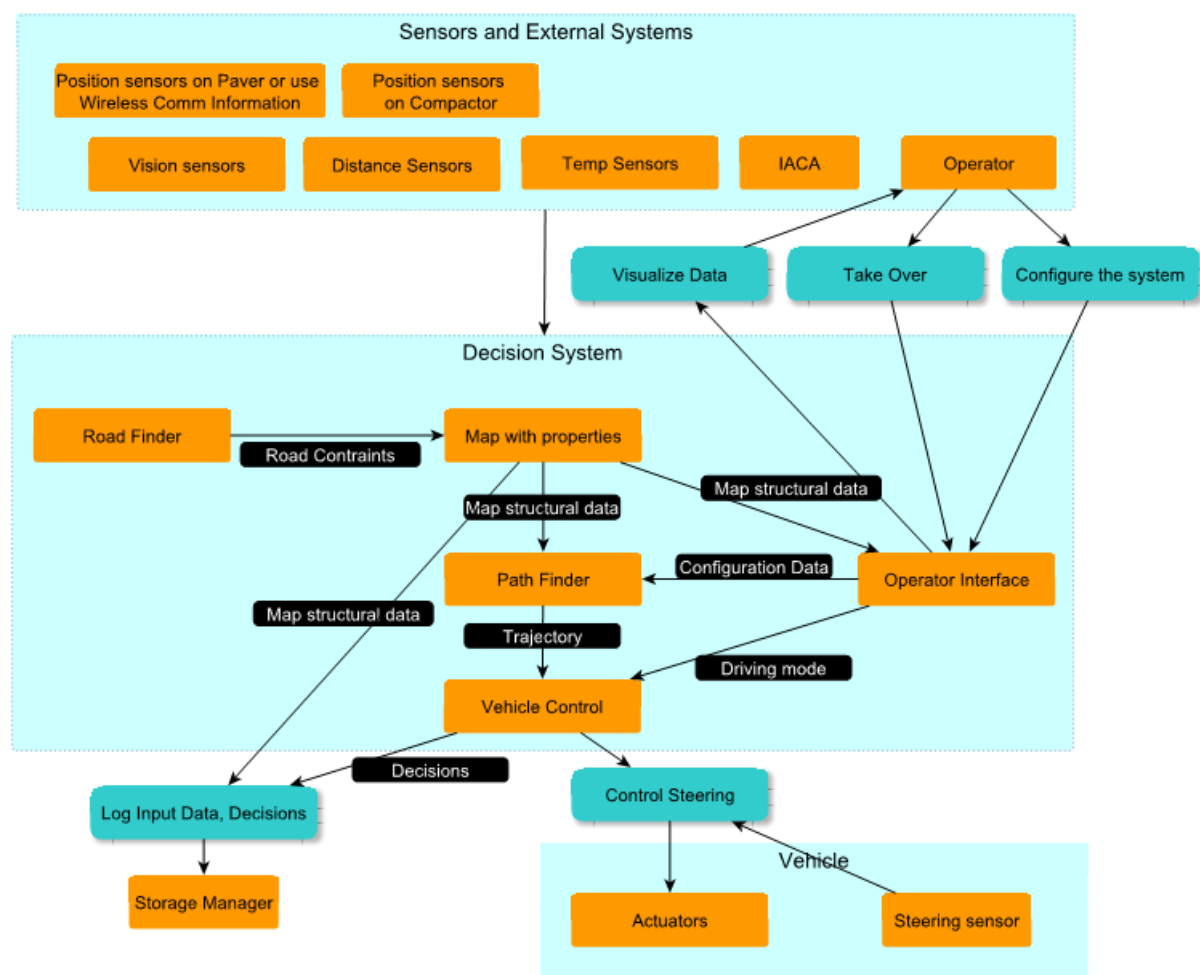 Sensors and External Systems
Position sensors on Paver or use
Wireless Comm Information
Position sensors
on Compactor
Vision sensors
Distance Sensors
Temp Sensors
IACA
Operator
Visualize Data
Take Over
Configure the system
Decision System
Road Finder
Road Contraints
Map with properties
Map structural data
Map structural data
Path Finder
Configuration Data
Operator Interface
Map structural data
Trajectory
Driving mode
Vehicle Control
Decisions
Control Steering
Log Input Data, Decisions
Vehicle
Storage Manager
Actuators
Steering sensor